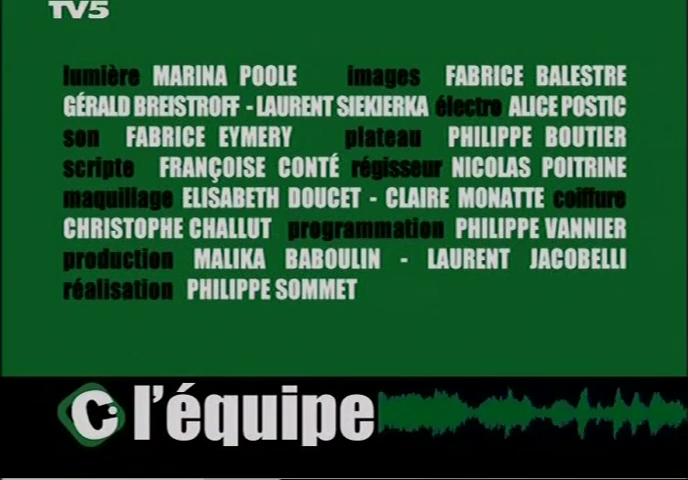 TV5
lumière MARINA POOLE images FABRICE BALESTRE
GÉRALD BREISTROFF - LAURENT SIEKIERKA électro ALICE POSTIC
son FABRICE EYMERY plateau PHILIPPE BOUTIER
scripte FRANÇOISE CONTÉ régisseur NICOLAS POITRINE
maquillage ELISABETH DOUCET - CLAIRE MONATTE coiffure
CHRISTOPHE CHALLUT programmation PHILIPPE VANNIER
production MALIKA BABOULIN - LAURENT JACOBELLI
réalisation PHILIPPE SOMMET
C. l'équipe